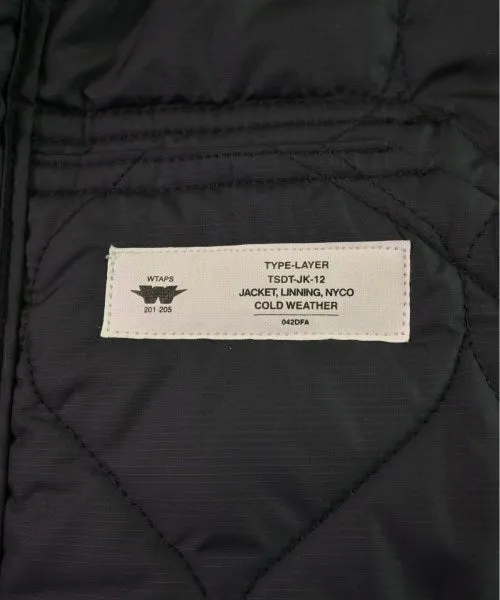 WTAPS
W
201-205
TYPE-LAYER
TSDT-JK-12
JACKET, LINNING, NYCO
COLD WEATHER
042DFA